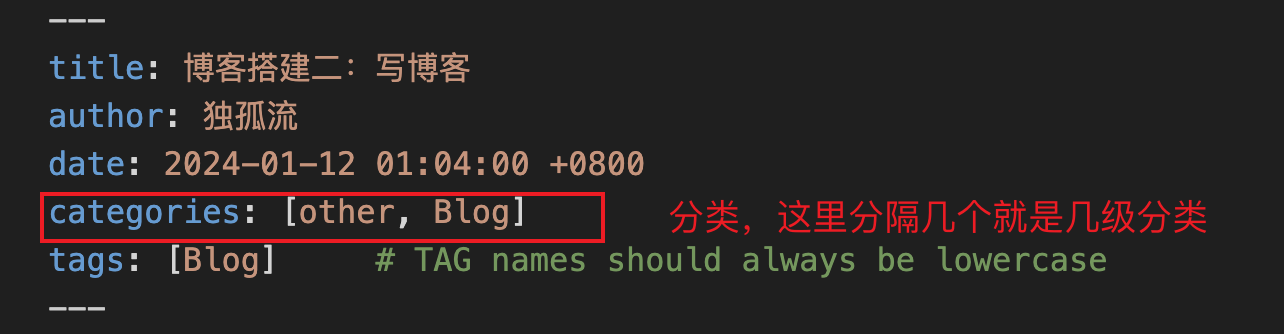 ---
title: 博客搭建二：写博客
author: 独孤流
date: 2024-01-12 01:04:00 +0800
categories: [other, Blog] 分类，这里分隔几个就是几级分类
tags: [Blog]     # TAG names should always be lowercase
---